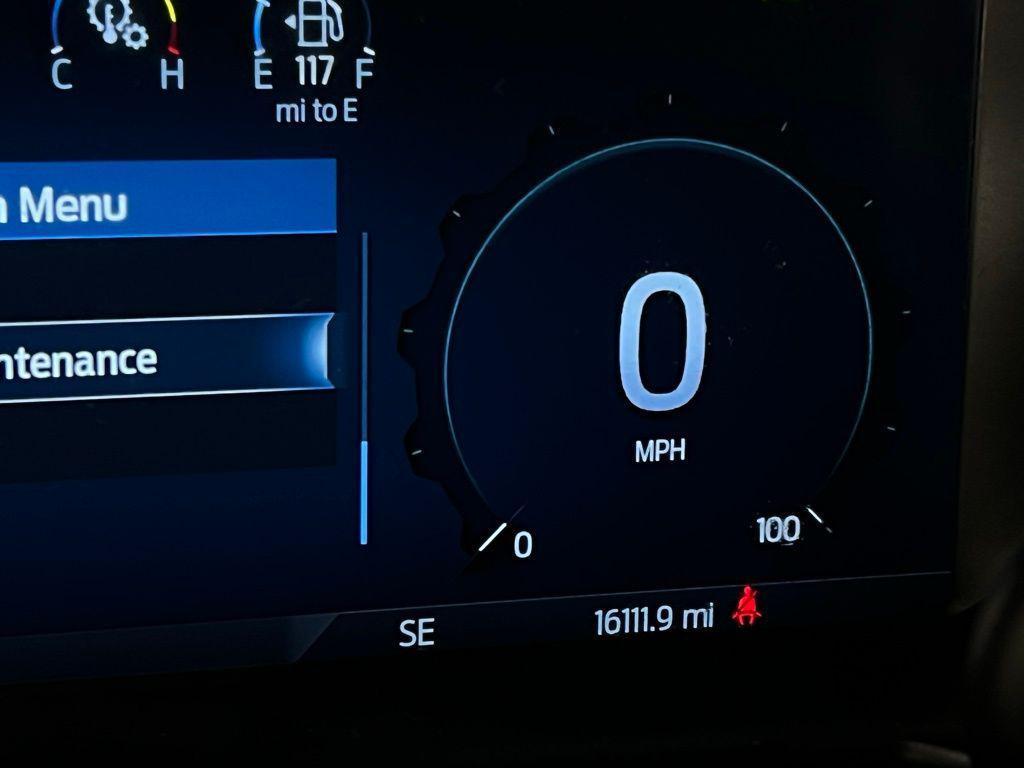 C H E 117 F
mi to E
Menu
ntenance
0
MPH
0 100
SE 16111.9 mi